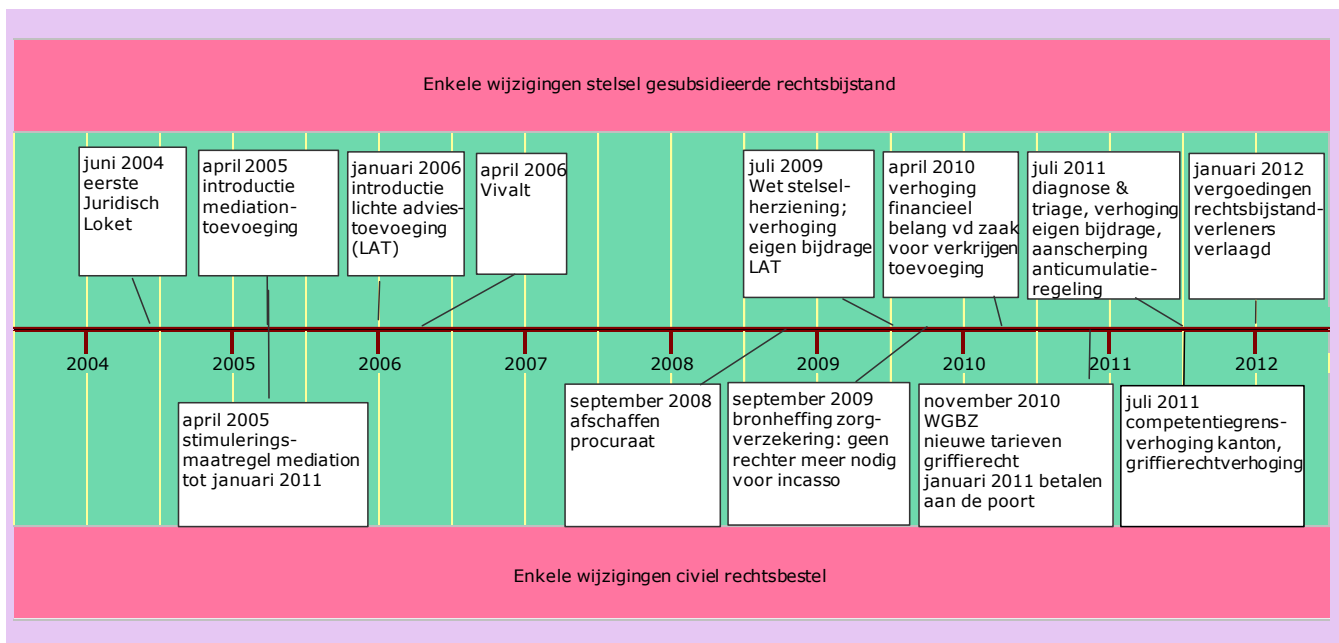 Enkele wijzigingen stelsel gesubsidieerde rechtsbijstand
juni 2004
eerste
Juridisch
Loket
april 2005
introductie
mediation-
toevoeging
januari 2006
introductie
lichte advies-
toevoeging
(LAT)
april 2006
Vivalt
juli 2009
Wet stelsel-
herziening;
verhoging
eigen bijdrage
LAT
april 2010
verhoging
financieel
belang vd zaak
voor verkrijgen
toevoeging
juli 2011
diagnose &
triage, verhoging
eigen bijdrage,
aanscherping
anticumulatie-
regeling
januari 2012
vergoedingen
rechtsbijstand-
verleners
verlaagd
2004 2005 2006 2007 2008 2009 2010 2011 2012
april 2005
stimulerings-
maatregel mediation
tot januari 2011
september 2008
afschaffen
procuraat
september 2009
bronheffing zorg-
verzekering: geen
rechter meer nodig
voor incasso
november 2010
WGBZ
nieuwe tarieven
griffierecht
januari 2011 betalen
aan de poort
juli 2011
competentiegrens-
verhoging kanton,
griffierechtverhoging
Enkele wijzigingen civiel rechtsbestel